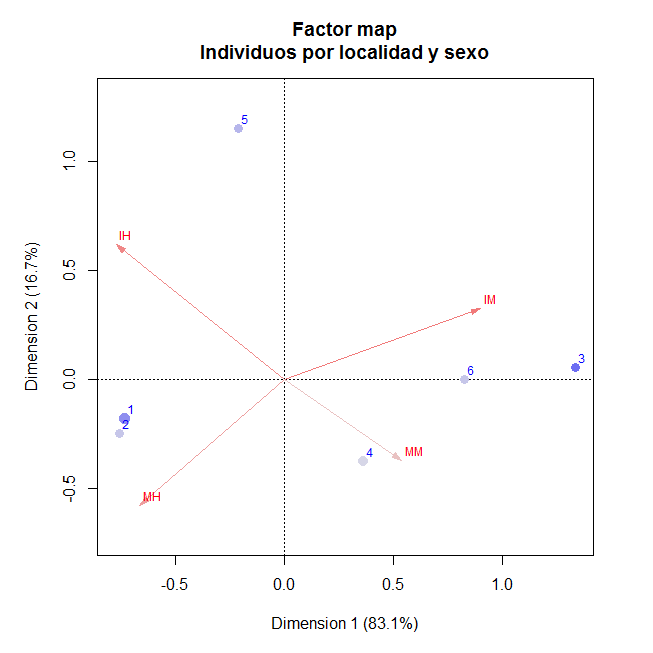 Factor map
Individuos por localidad y sexo
5
1.0
IH
0.5
IM
3
6
0.0
1
2
4
MM
MH
-0.5
-0.5 0.0 0.5 1.0
Dimension 1 (83.1%)
Dimension 2 (16.7%)